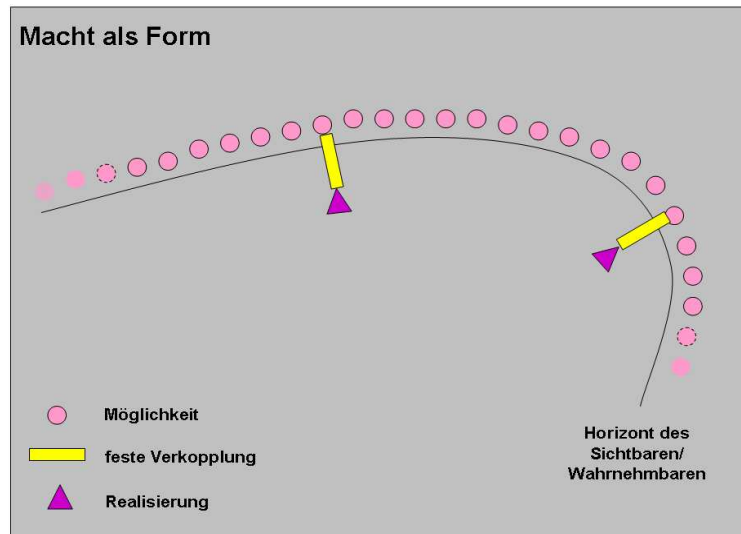 Macht als Form
Möglichkeit
feste Verkopplung
Realisierung
Horizont des
Sichtbaren/
Wahrnehmbaren